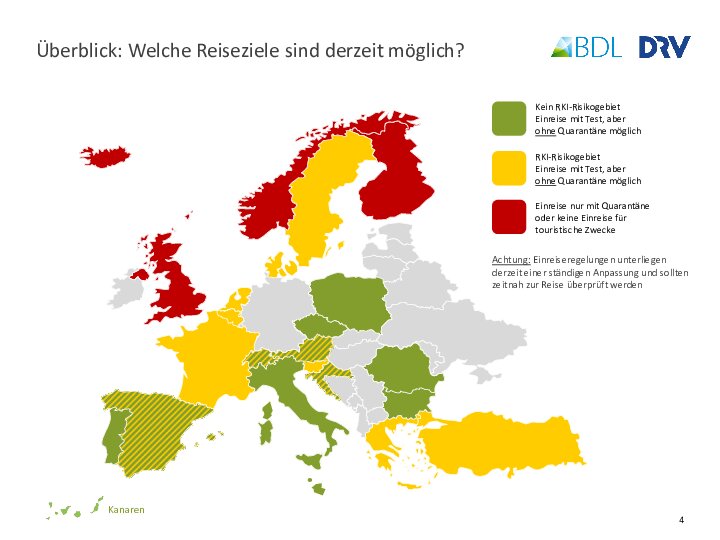 Überblick: Welche Reiseziele sind derzeit möglich?
BDL DRV
Kein RKI-Risikogebiet
Einreise mit Test, aber
ohne Quarantäne möglich
RKI-Risikogebiet
Einreise mit Test, aber
ohne Quarantäne möglich
Einreise nur mit Quarantäne
oder keine Einreise für
touristische Zwecke
Achtung: Einreiseregelungen unterliegen
derzeit einer ständigen Anpassung und sollten
zeitnah zur Reise überprüft werden
Kanaren
4